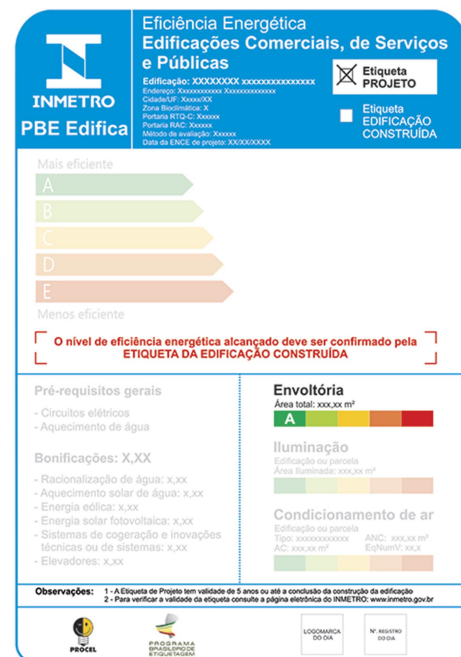 INMETRO
PBE Edifica
Eficiência Energética
Edificações Comerciais, de Serviços
e Públicas
Edificação: XXXXXXXX xxxxxxxxxxxxxxx
Endereço: Xxxxxxxxxxxx Xxxxxxxxxxxxxx
Cidade/UF: Xxxxx/XX
Zona Bioclimática: X
Portaria RTQ-C: Xxxxxx
Portaria RAC: Xxxxxx
Método de avaliação: Xxxxxx
Data da ENCE de projeto: XX/XX/XXXX
Etiqueta
PROJETO
Etiqueta
EDIFICAÇÃO
CONSTRUÍDA
Mais eficiente
A
B
C
D
E
Menos eficiente
O nível de eficiência energética alcançado deve ser confirmado pela
ETIQUETA DA EDIFICAÇÃO CONSTRUÍDA
Pré-requisitos gerais
- Circuitos elétricos
- Aquecimento de água
Bonificações: X,XX
- Racionalização de água: x,xx
- Aquecimento solar de água: x,xx
- Energia eólica: x,xx
- Energia solar fotovoltaica: x,xx
- Sistemas de cogeração e inovações
técnicas ou de sistemas: x,xx
- Elevadores: x,xx
Envoltória
Área total: xxx,xx m²
A
Iluminação
Edificação ou parcela
Área Iluminada: xxx,xx m²
Condicionamento de ar
Edificação ou parcela
Tipo: xxxxxxxxxxxx ANC: xxx,xx m²
AC: xxx,xx m² EqNumV: xx,x
Observações: 1 - A Etiqueta de Projeto tem validade de 5 anos ou até a conclusão da construção da edificação
2 - Para verificar a validade da etiqueta consulte a página eletrônica do INMETRO: www.inmetro.gov.br
PROCEL
PROGRAMA
BRASILEIRO DE
ETIQUETAGEM
LOGOMARCA
DO OIA
Nº. REGISTRO
DO OIA